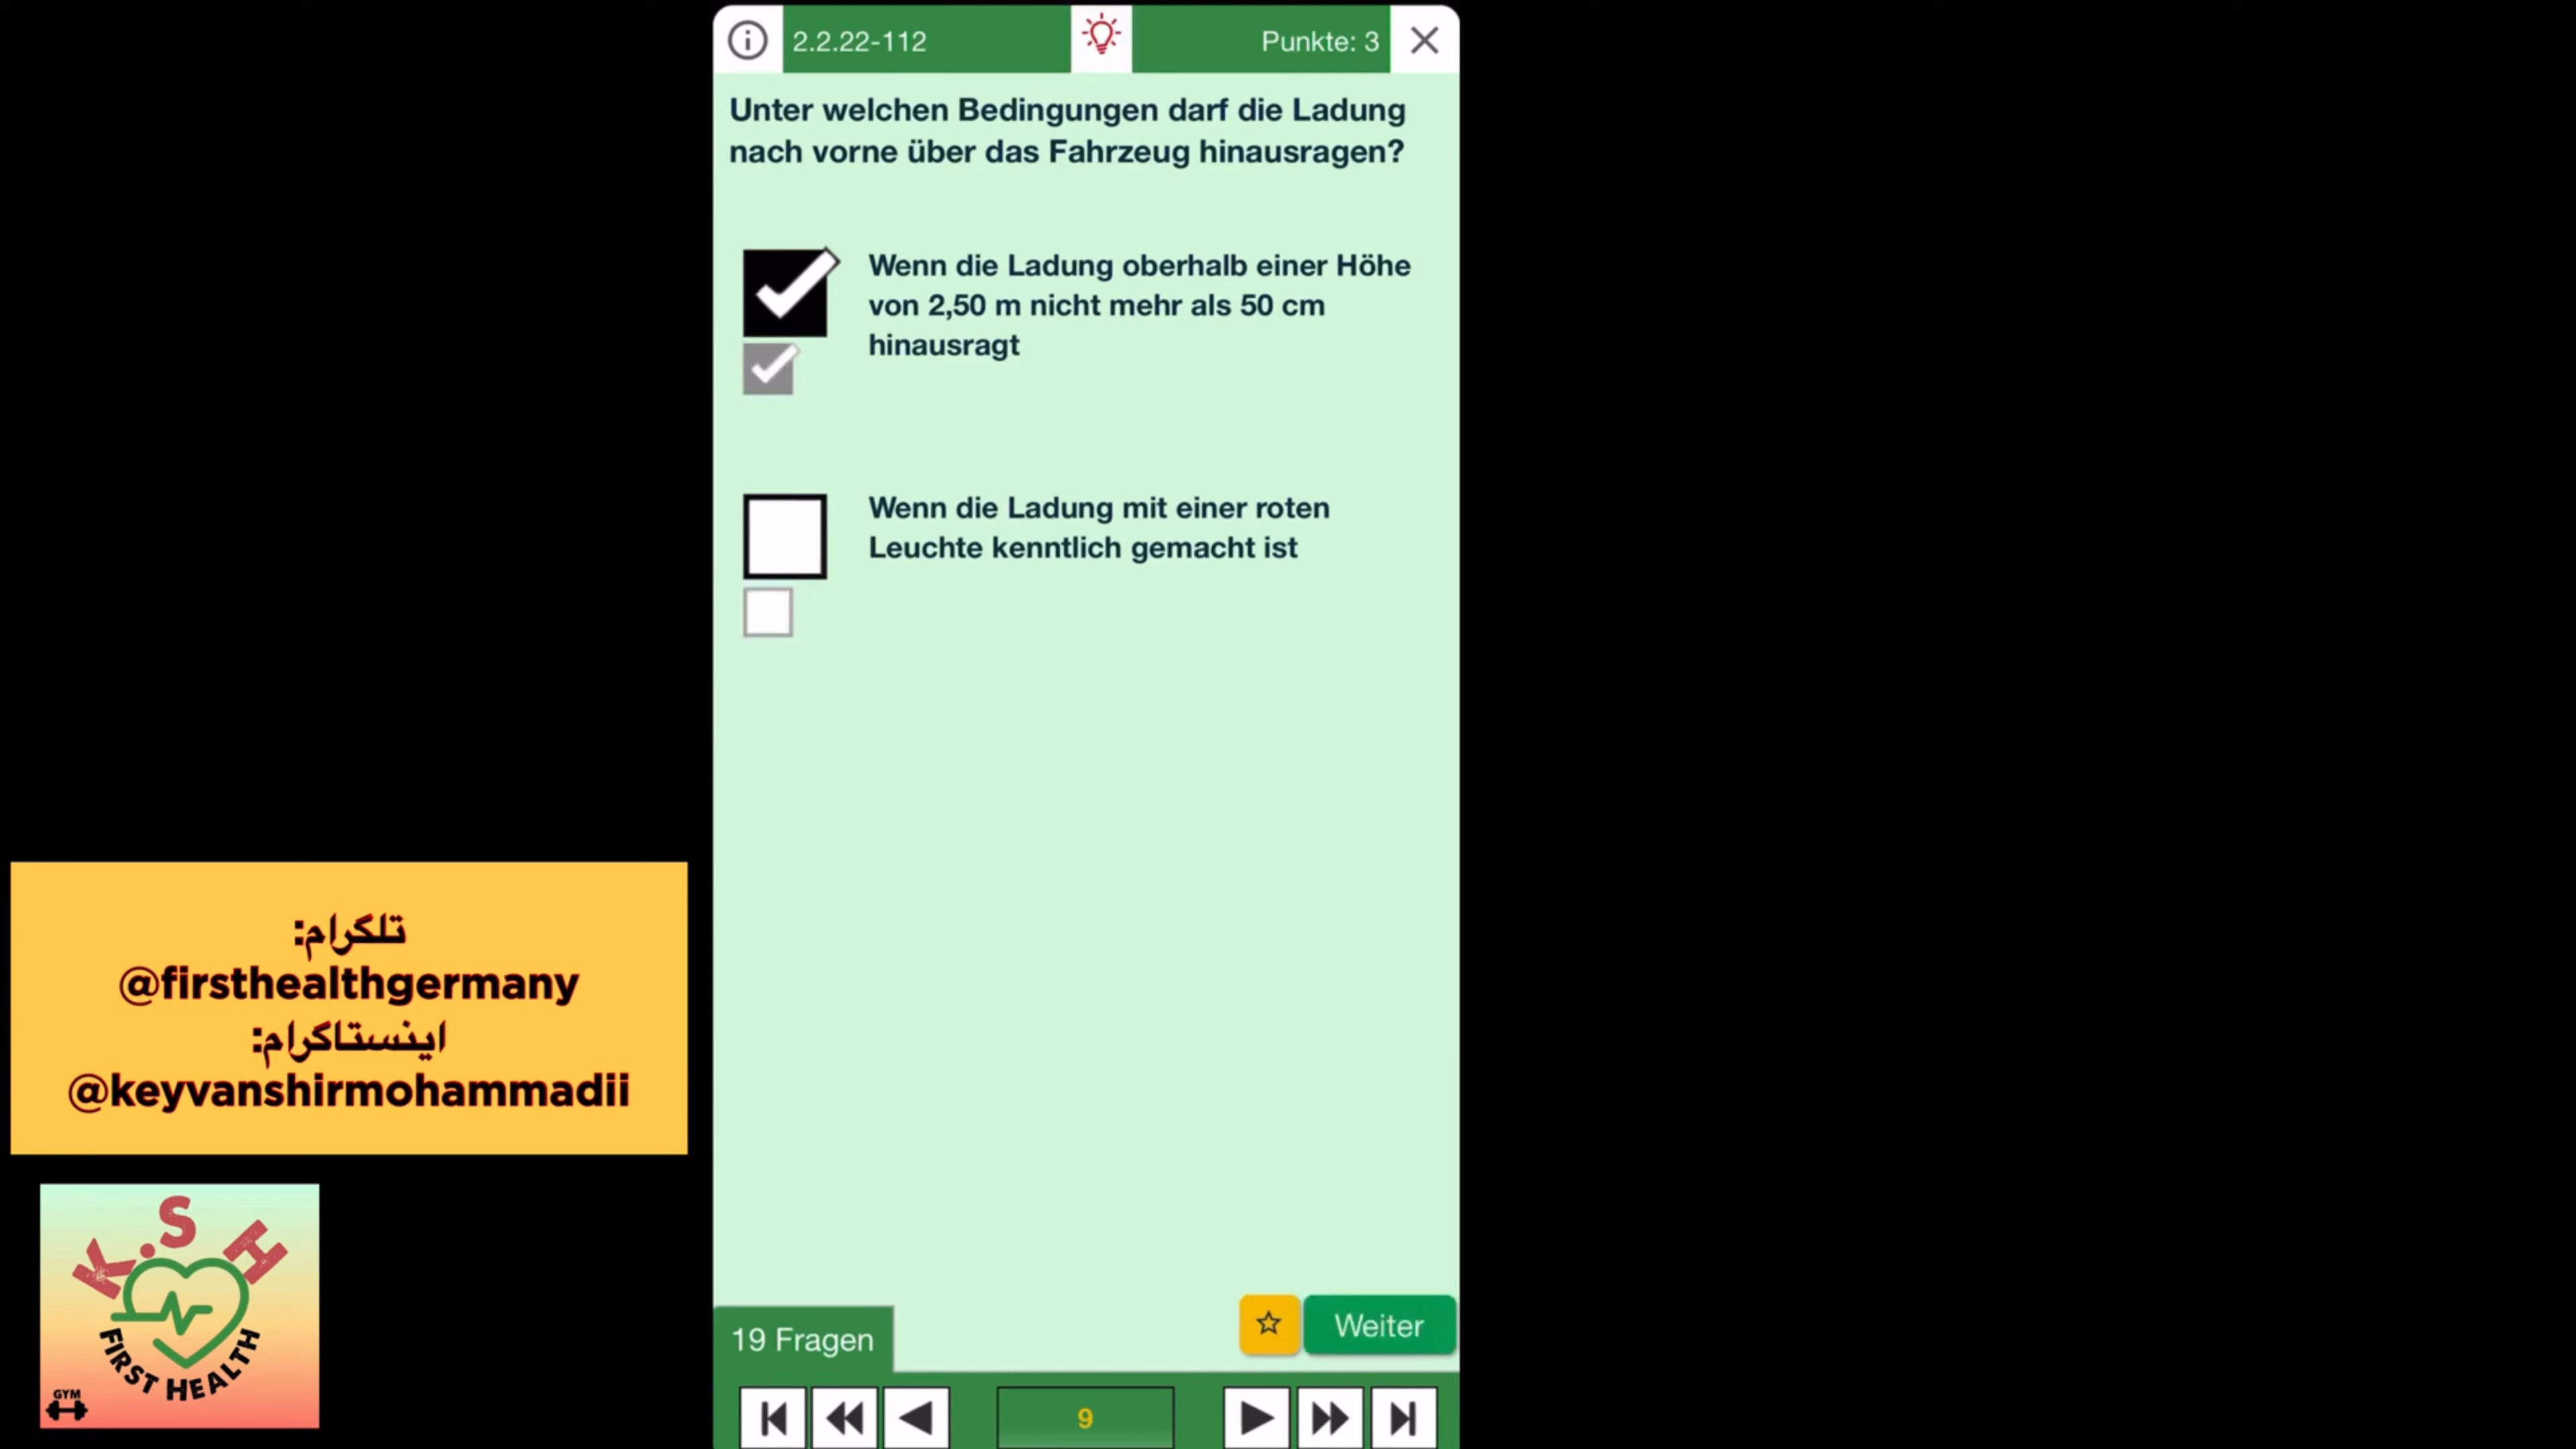 2.2.22-112
Punkte: 3
Unter welchen Bedingungen darf die Ladung
nach vorne über das Fahrzeug hinausragen?
Wenn die Ladung oberhalb einer Höhe
von 2,50 m nicht mehr als 50 cm
hinausragt
Wenn die Ladung mit einer roten
Leuchte kenntlich gemacht ist
تلگرام:
@firsthealthgermany
اینستاگرام:
@keyvanshirmohammadii
K.SH
FIRST HEALTH
GYM
Weiter
19 Fragen
9